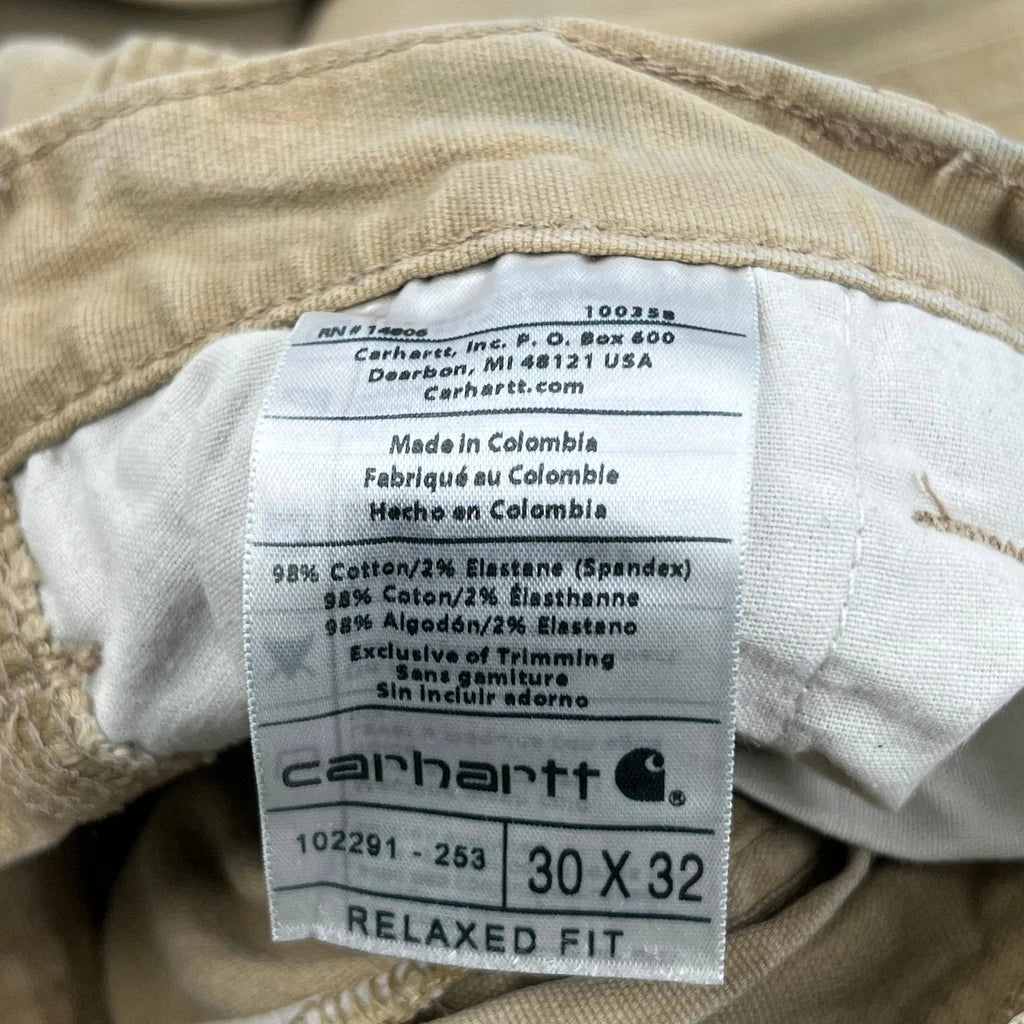 RN # 14806 100358
Carhartt, Inc. P. O. Box 600
Dearbon, MI 48121 USA
Carhartt.com
Made in Colombia
Fabriqué au Colombie
Hecho en Colombia
98% Cotton/2% Elastane (Spandex)
98% Coton/2% Élasthanne
98% Algodón/2% Elastano
Exclusive of Trimming
Sans garniture
Sin incluir adorno
carhartt ®
102291 - 253
30 X 32
RELAXED FIT